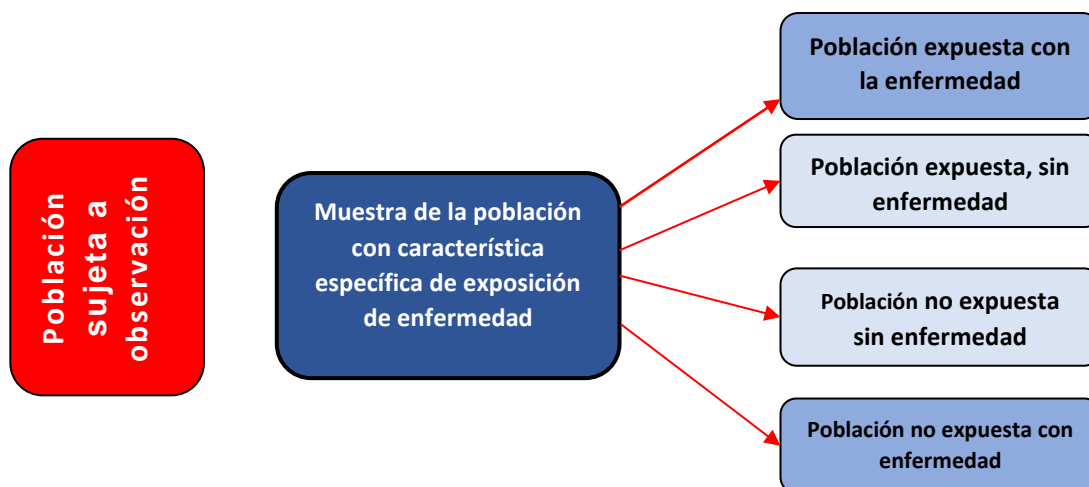 Población
sujeta a
observación
Muestra de la población
con característica
específica de exposición
de enfermedad
Población expuesta con
la enfermedad
Población expuesta, sin
enfermedad
Población no expuesta
sin enfermedad
Población no expuesta con
enfermedad